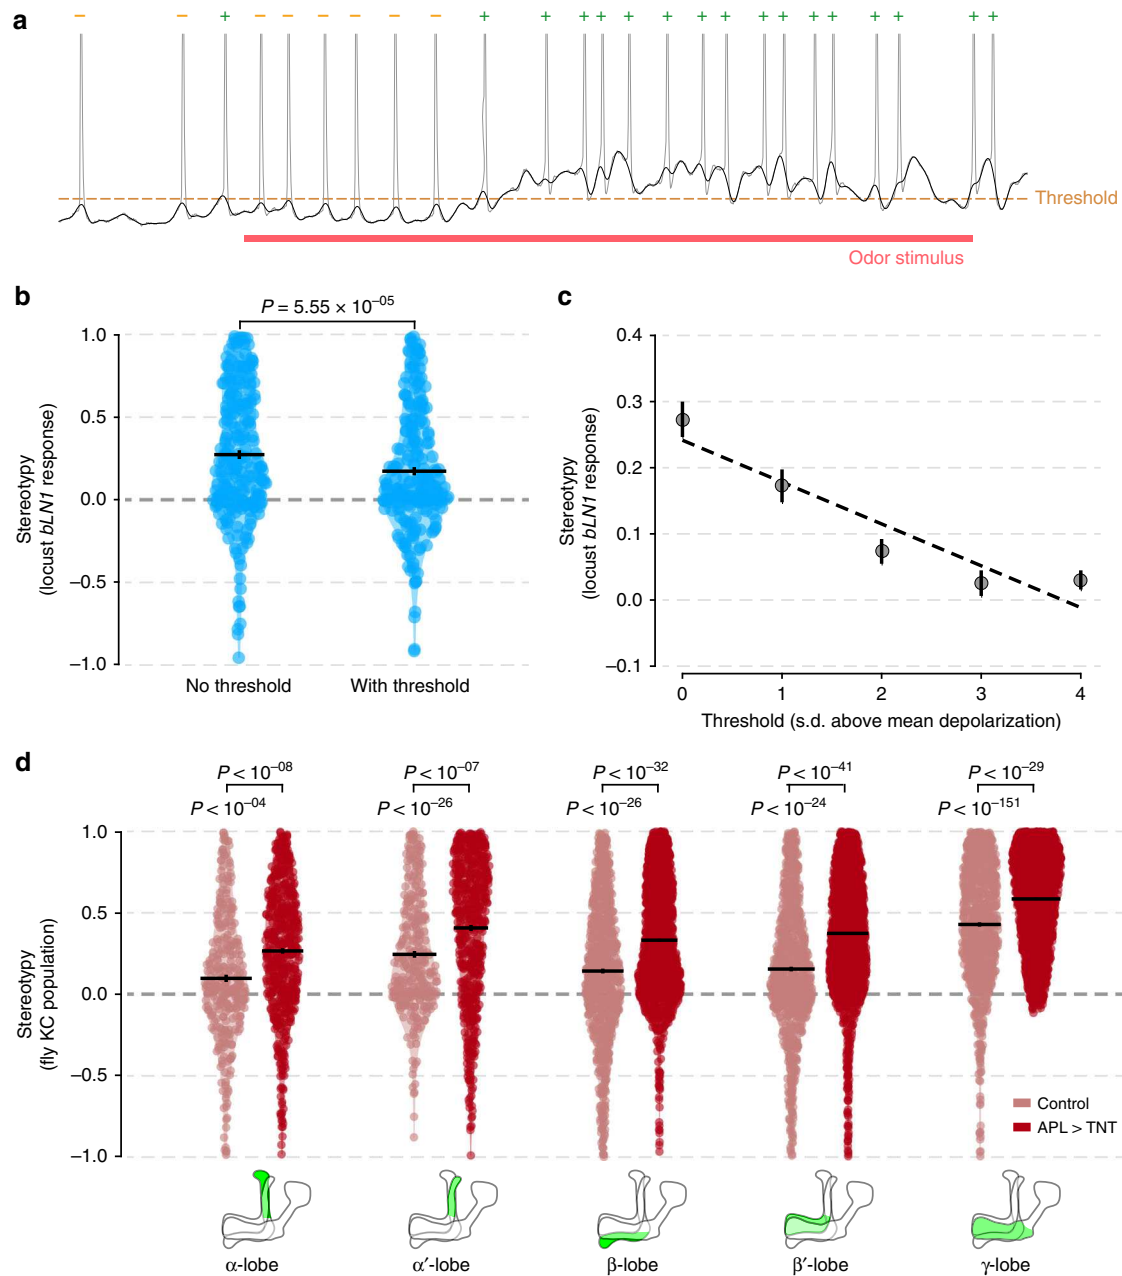 a
− − + − − − − − − + + + + + + + + + + + + + + + +
Threshold
Odor stimulus
b
P = 5.55 × 10–05
1.0
0.5
0.0
–0.5
–1.0
Stereotypy
(locust bLN1 response)
No threshold
With threshold
c
0.4
0.3
0.2
0.1
0.0
–0.1
Stereotypy
(locust bLN1 response)
0 1 2 3 4
Threshold (s.d. above mean depolarization)
d
P < 10–08 P < 10–07 P < 10–32 P < 10–41 P < 10–29
P < 10–04 P < 10–26 P < 10–26 P < 10–24 P < 10–151
1.0
0.5
0.0
–0.5
–1.0
Stereotypy
(fly KC population)
Control
APL > TNT
α-lobe α′-lobe β-lobe β′-lobe γ-lobe